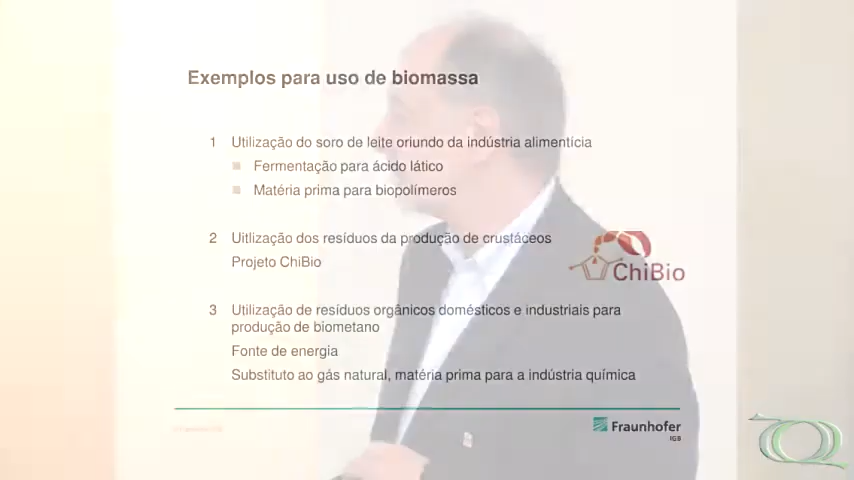 Exemplos para uso de biomassa
1 Utilização do soro de leite oriundo da indústria alimentícia
Fermentação para ácido lático
Matéria prima para biopolímeros
2 Uitlização dos resíduos da produção de crustáceos
Projeto ChiBio
ChiBio
3 Utilização de resíduos orgânicos domésticos e industriais para
produção de biometano
Fonte de energia
Substituto ao gás natural, matéria prima para a indústria química
Fraunhofer
IGB